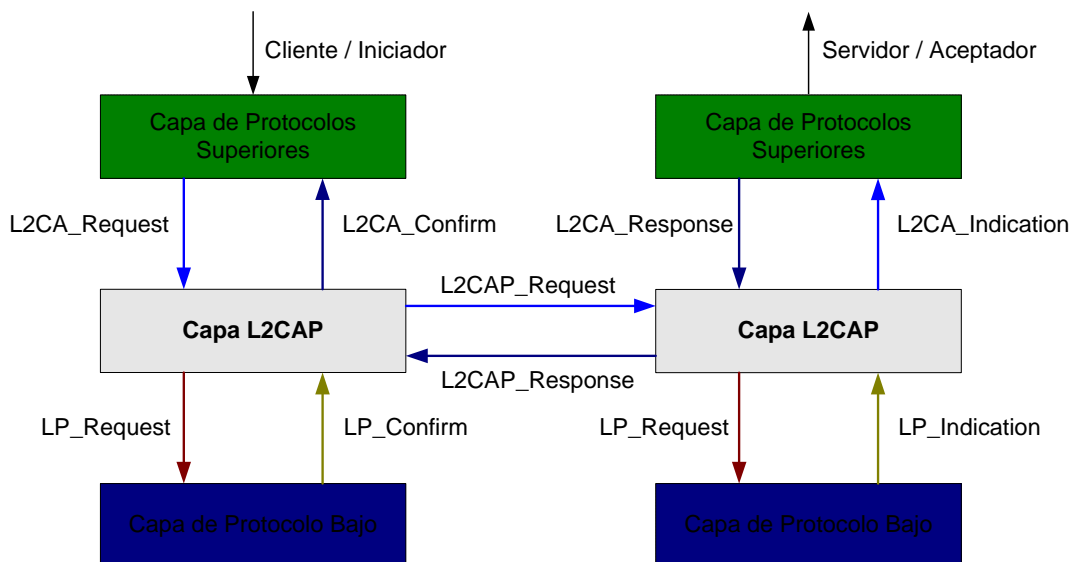 Cliente / Iniciador
Servidor / Aceptador
Capa de Protocolos
Superiores
Capa de Protocolos
Superiores
L2CA_Request
L2CA_Confirm
L2CA_Response
L2CA_Indication
L2CAP_Request
Capa L2CAP
Capa L2CAP
L2CAP_Response
LP_Request
LP_Confirm
LP_Request
LP_Indication
Capa de Protocolo Bajo
Capa de Protocolo Bajo